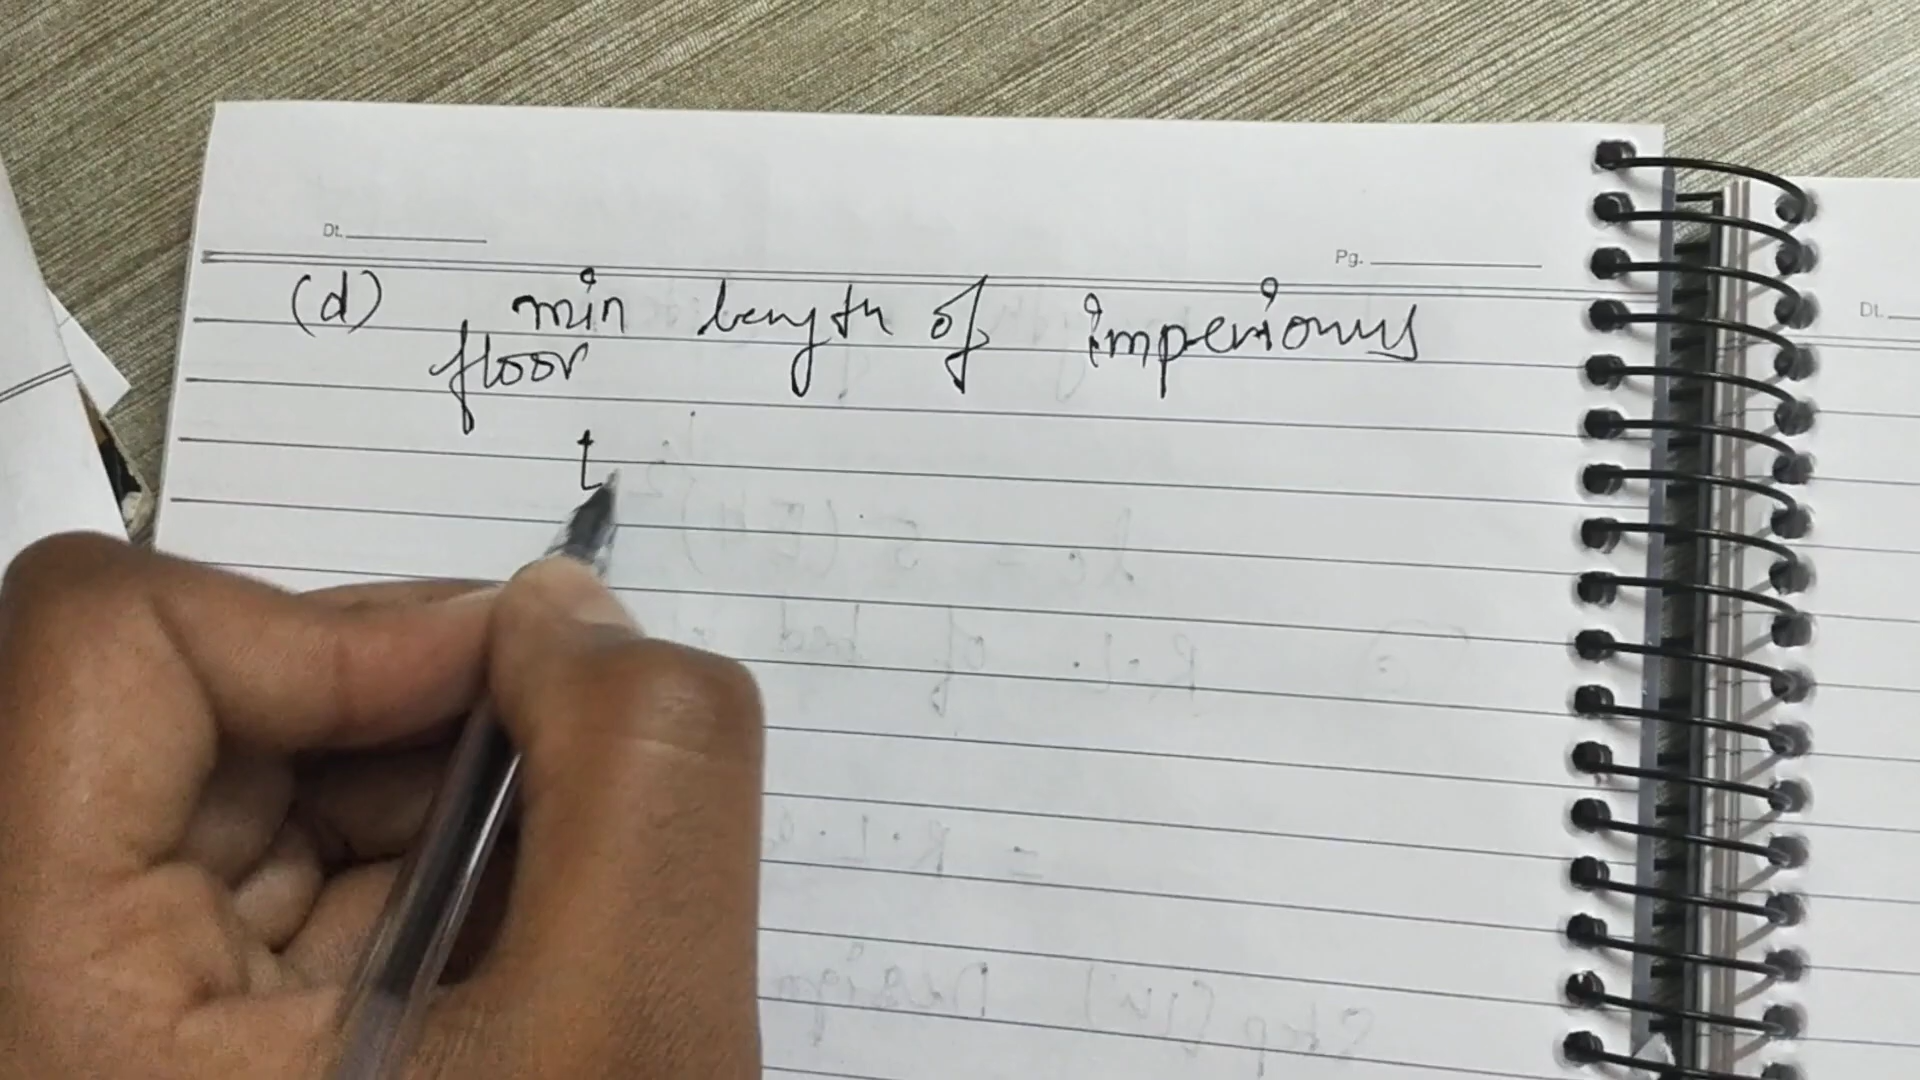 Dt.
Pg.
Dt.
(d) min length of imperious
floor
t